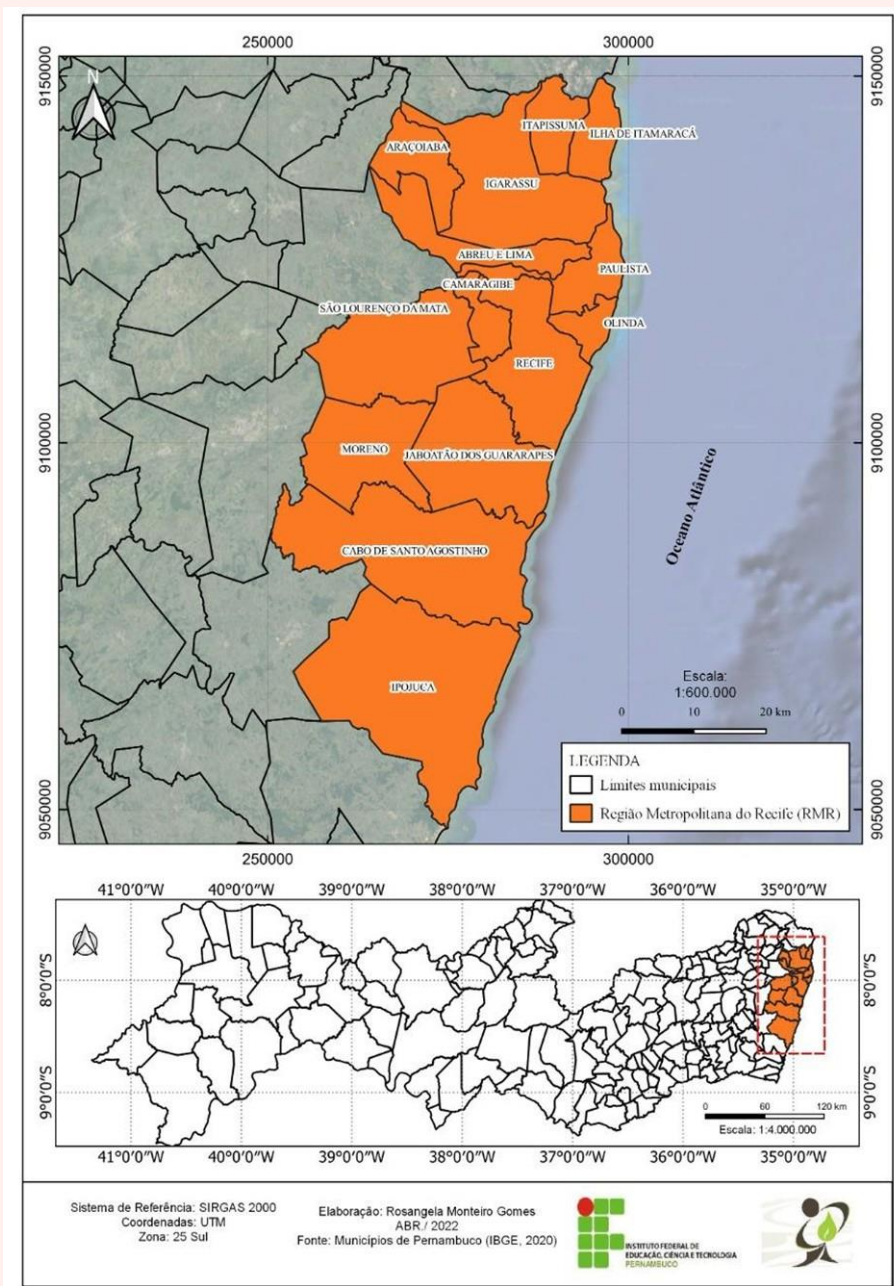 250000
300000
9150000
9150000
N
ITAPISSUMA
ILHA DE ITAMARACÁ
ARAÇOIABA
IGARASSU
ABREU E LIMA
PAULISTA
CAMARAGIBE
SÃO LOURENÇO DA MATA
OLINDA
RECIFE
9100000
9100000
MORENO
JABOATÃO DOS GUARARAPES
Oceano Atlântico
CABO DE SANTO AGOSTINHO
IPOJUCA
Escala:
1:600.000
0 10 20 km
LEGENDA
Limites municipais
Região Metropolitana do Recife (RMR)
9050000
9050000
250000
300000
41°0'0"W 40°0'0"W 39°0'0"W 38°0'0"W 37°0'0"W 36°0'0"W 35°0'0"W
8°0'0"S
8°0'0"S
9°0'0"S
9°0'0"S
0 60 120 km
Escala: 1:4.000.000
41°0'0"W 40°0'0"W 39°0'0"W 38°0'0"W 37°0'0"W 36°0'0"W 35°0'0"W
Sistema de Referência: SIRGAS 2000
Coordenadas: UTM
Zona: 25 Sul
Elaboração: Rosangela Monteiro Gomes
ABR./ 2022
Fonte: Municípios de Pernambuco (IBGE, 2020)
INSTITUTO FEDERAL DE
EDUCAÇÃO, CIÊNCIA E TECNOLOGIA
PERNAMBUCO